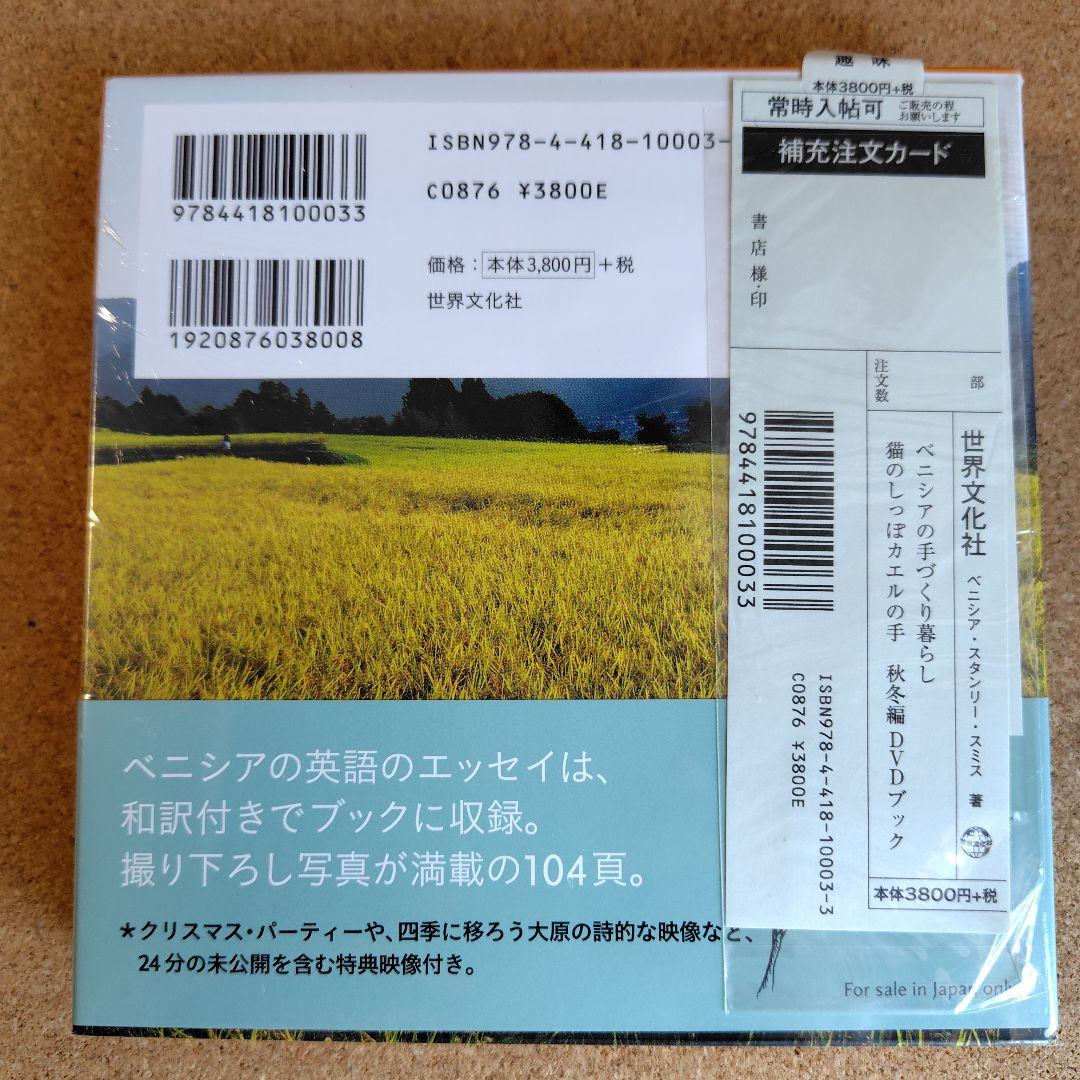 ISBN978-4-418-10003-
C0876 ¥3800E
9784418100033
価格：本体3,800円＋税
世界文化社
1920876038008
ベニシアの英語のエッセイは、
和訳付きでブックに収録。
撮り下ろし写真が満載の104頁。
*クリスマス・パーティーや、四季に移ろう大原の詩的な映像など、
24分の未公開を含む特典映像付き。
For sale in Japan only
趣味
本体3800円+税
常時入帖可
ご販売の程
お願いします
補充注文カード
書店様・印
注文数
部
世界文化社
ベニシア・スタンリー・スミス 著
ベニシアの手づくり暮らし
猫のしっぽカエルの手 秋冬編DVDブック
9784418100033
ISBN978-4-418-10003-3
C0876 ¥3800E
世界文化社
本体3800円+税